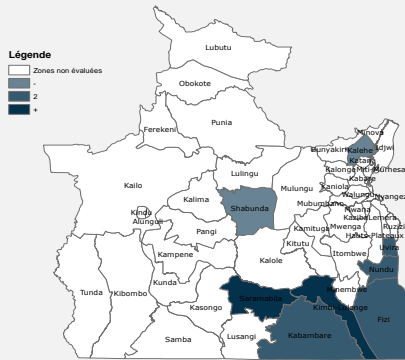 Légende
Zones non évaluées
-
2
+
Lubutu
Obokote
Punia
Ferekeni
Minova
Bunyakiri
Kalehe
Idjwi
Katana
Lulingu
Kalonge
Miti-Murhesa
Kailo
Mulungu
Kaniola
Kabare
Kalima
Walungu
Nyangezi
Shabunda
Mubumbano
Kindu
Mwana
Alunguli
Kaziba
Lemera
Pangi
Kamituga
Mwenga
Ruzizi
Hauts-Plateaux
Kitutu
Uvira
Kampene
Kalole
Itombwe
Nundu
Kunda
Minembwe
Tunda
Kibombo
Saramabila
Kasongo
Kimbi-Lulenge
Fizi
Samba
Lusangi
Kabambare